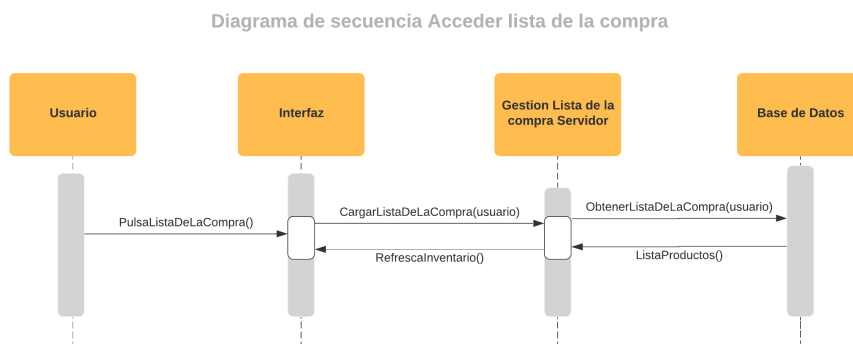 Diagrama de secuencia Acceder lista de la compra
Usuario
Interfaz
Gestion Lista de la
compra Servidor
Base de Datos
PulsaListaDeLaCompra()
CargarListaDeLaCompra(usuario)
ObtenerListaDeLaCompra(usuario)
RefrescaInventario()
ListaProductos()